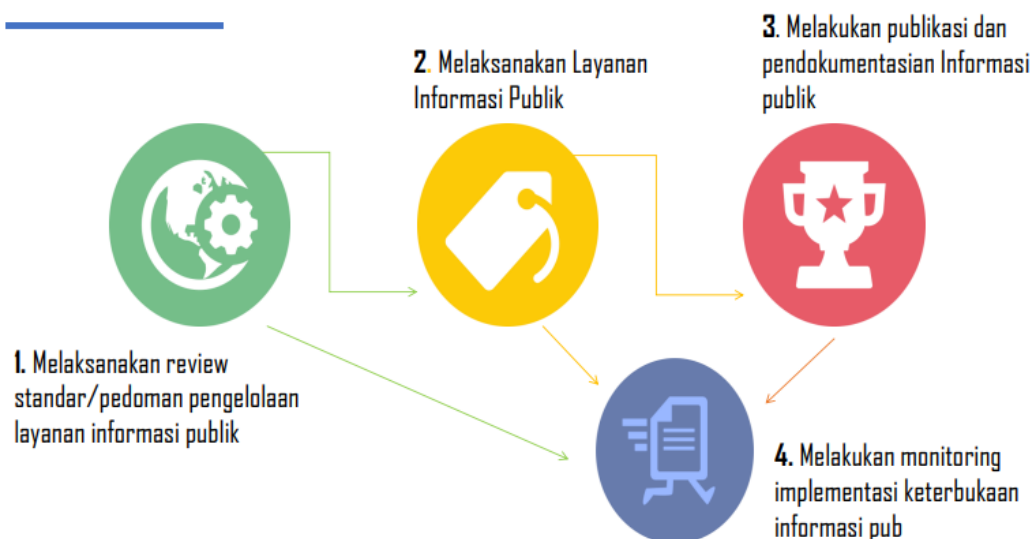 1. Melaksanakan review
standar/pedoman pengelolaan
layanan informasi publik
2. Melaksanakan Layanan
Informasi Publik
3. Melakukan publikasi dan
pendokumentasian Informasi
publik
4. Melakukan monitoring
implementasi keterbukaan
informasi pub